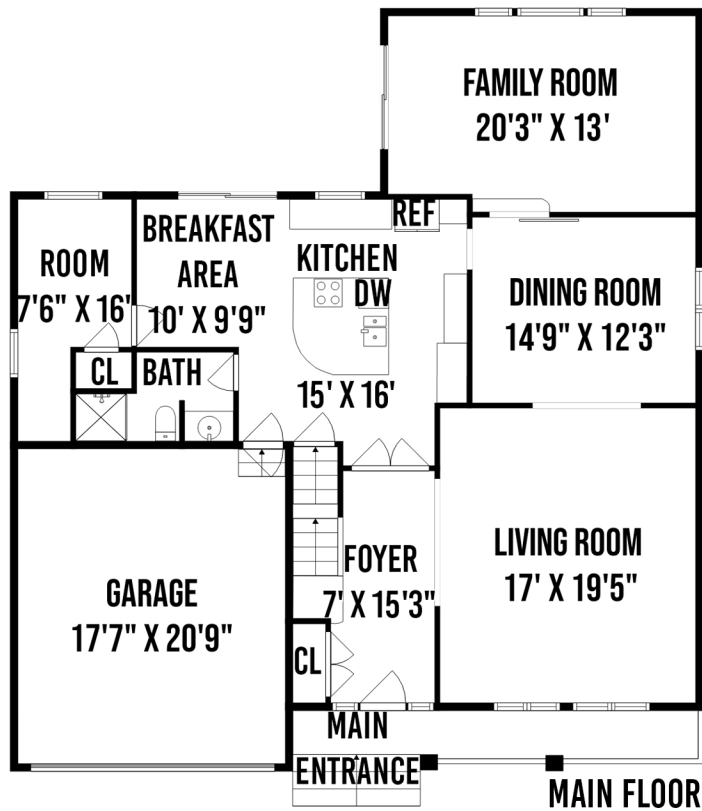 FAMILY ROOM
20'3" X 13'
REF
BREAKFAST
AREA
10' X 9'9"
KITCHEN
DW
15' X 16'
ROOM
7'6" X 16'
DINING ROOM
14'9" X 12'3"
CL
BATH
LIVING ROOM
17' X 19'5"
FOYER
7' X 15'3"
GARAGE
17'7" X 20'9"
CL
MAIN
ENTRANCE
MAIN FLOOR